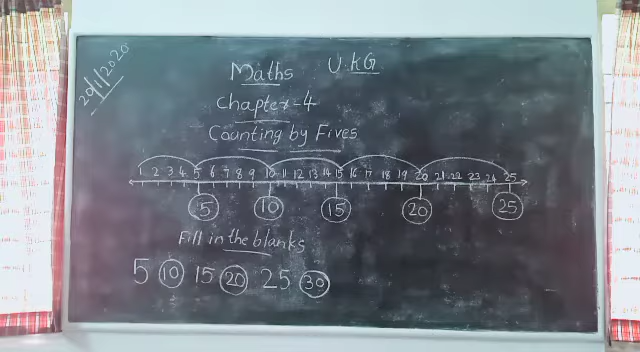 20/1/2020
Maths U.KG
Chapter-4
Counting by Fives
1 2 3 4 5 6 7 8 9 10 11 12 13 14 15 16 17 18 19 20 21 22 23 24 25
5 10 15 20 25
Fill in the blanks
5 10 15 20 25 30